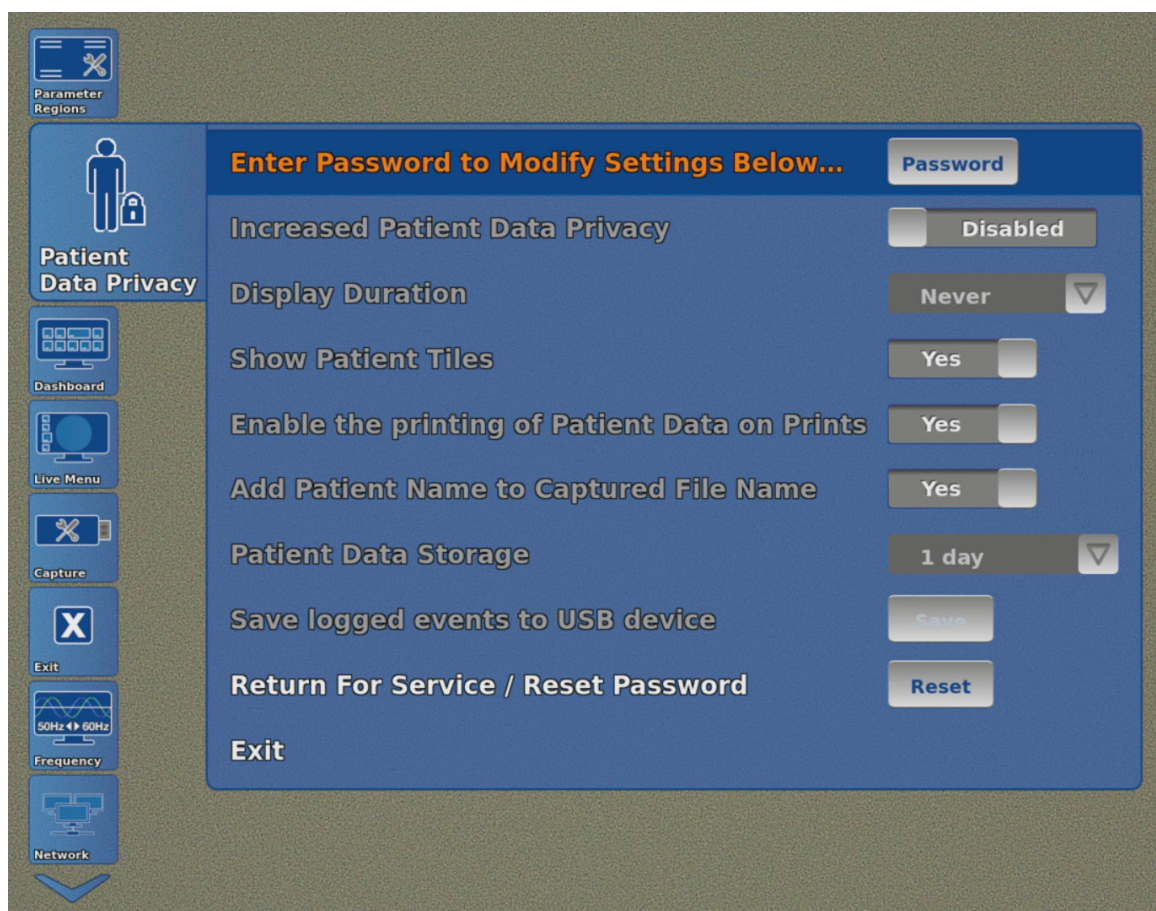 Parameter
Regions
Enter Password to Modify Settings Below... Password
Patient
Data Privacy
Increased Patient Data Privacy Disabled
Display Duration Never
Show Patient Tiles Yes
Enable the printing of Patient Data on Prints Yes
Add Patient Name to Captured File Name Yes
Patient Data Storage 1 day
Save logged events to USB device Save
Return For Service / Reset Password Reset
Exit
Dashboard
Live Menu
Capture
X
Exit
50Hz 60Hz
Frequency
Network